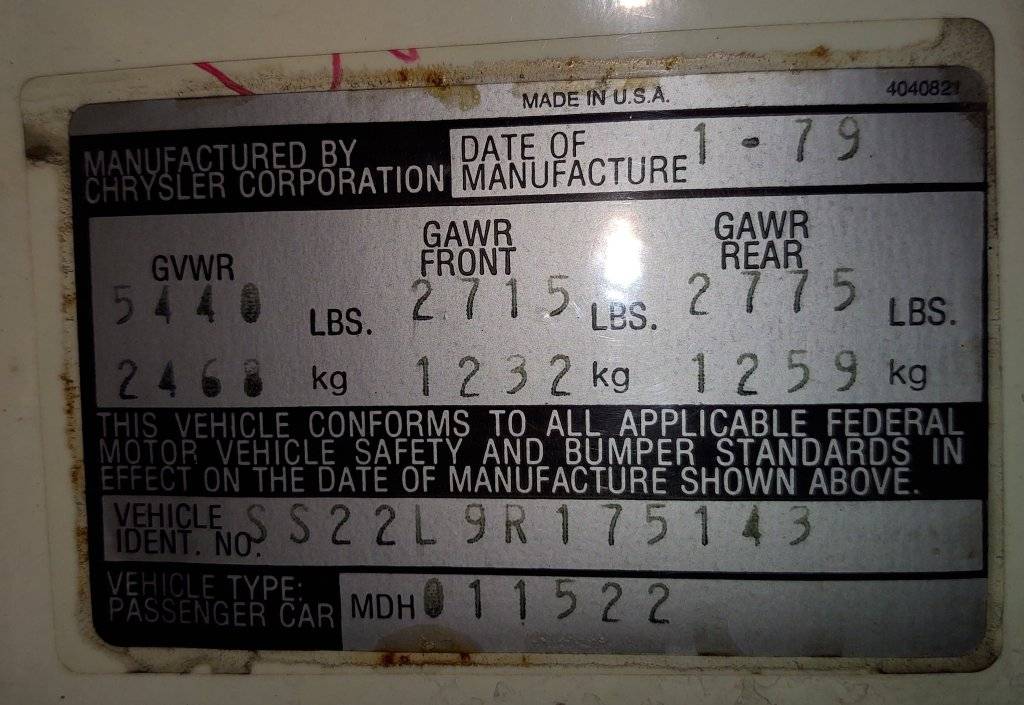 MADE IN U.S.A.
4040821
MANUFACTURED BY
CHRYSLER CORPORATION
DATE OF
MANUFACTURE 1-79
GVWR
5440 LBS.
2468 kg
GAWR
FRONT
2715 LBS.
1232 kg
GAWR
REAR
2775 LBS.
1259 kg
THIS VEHICLE CONFORMS TO ALL APPLICABLE FEDERAL
MOTOR VEHICLE SAFETY AND BUMPER STANDARDS IN
EFFECT ON THE DATE OF MANUFACTURE SHOWN ABOVE.
VEHICLE
IDENT. NO. SS22L9R175143
VEHICLE TYPE:
PASSENGER CAR
MDH 011522